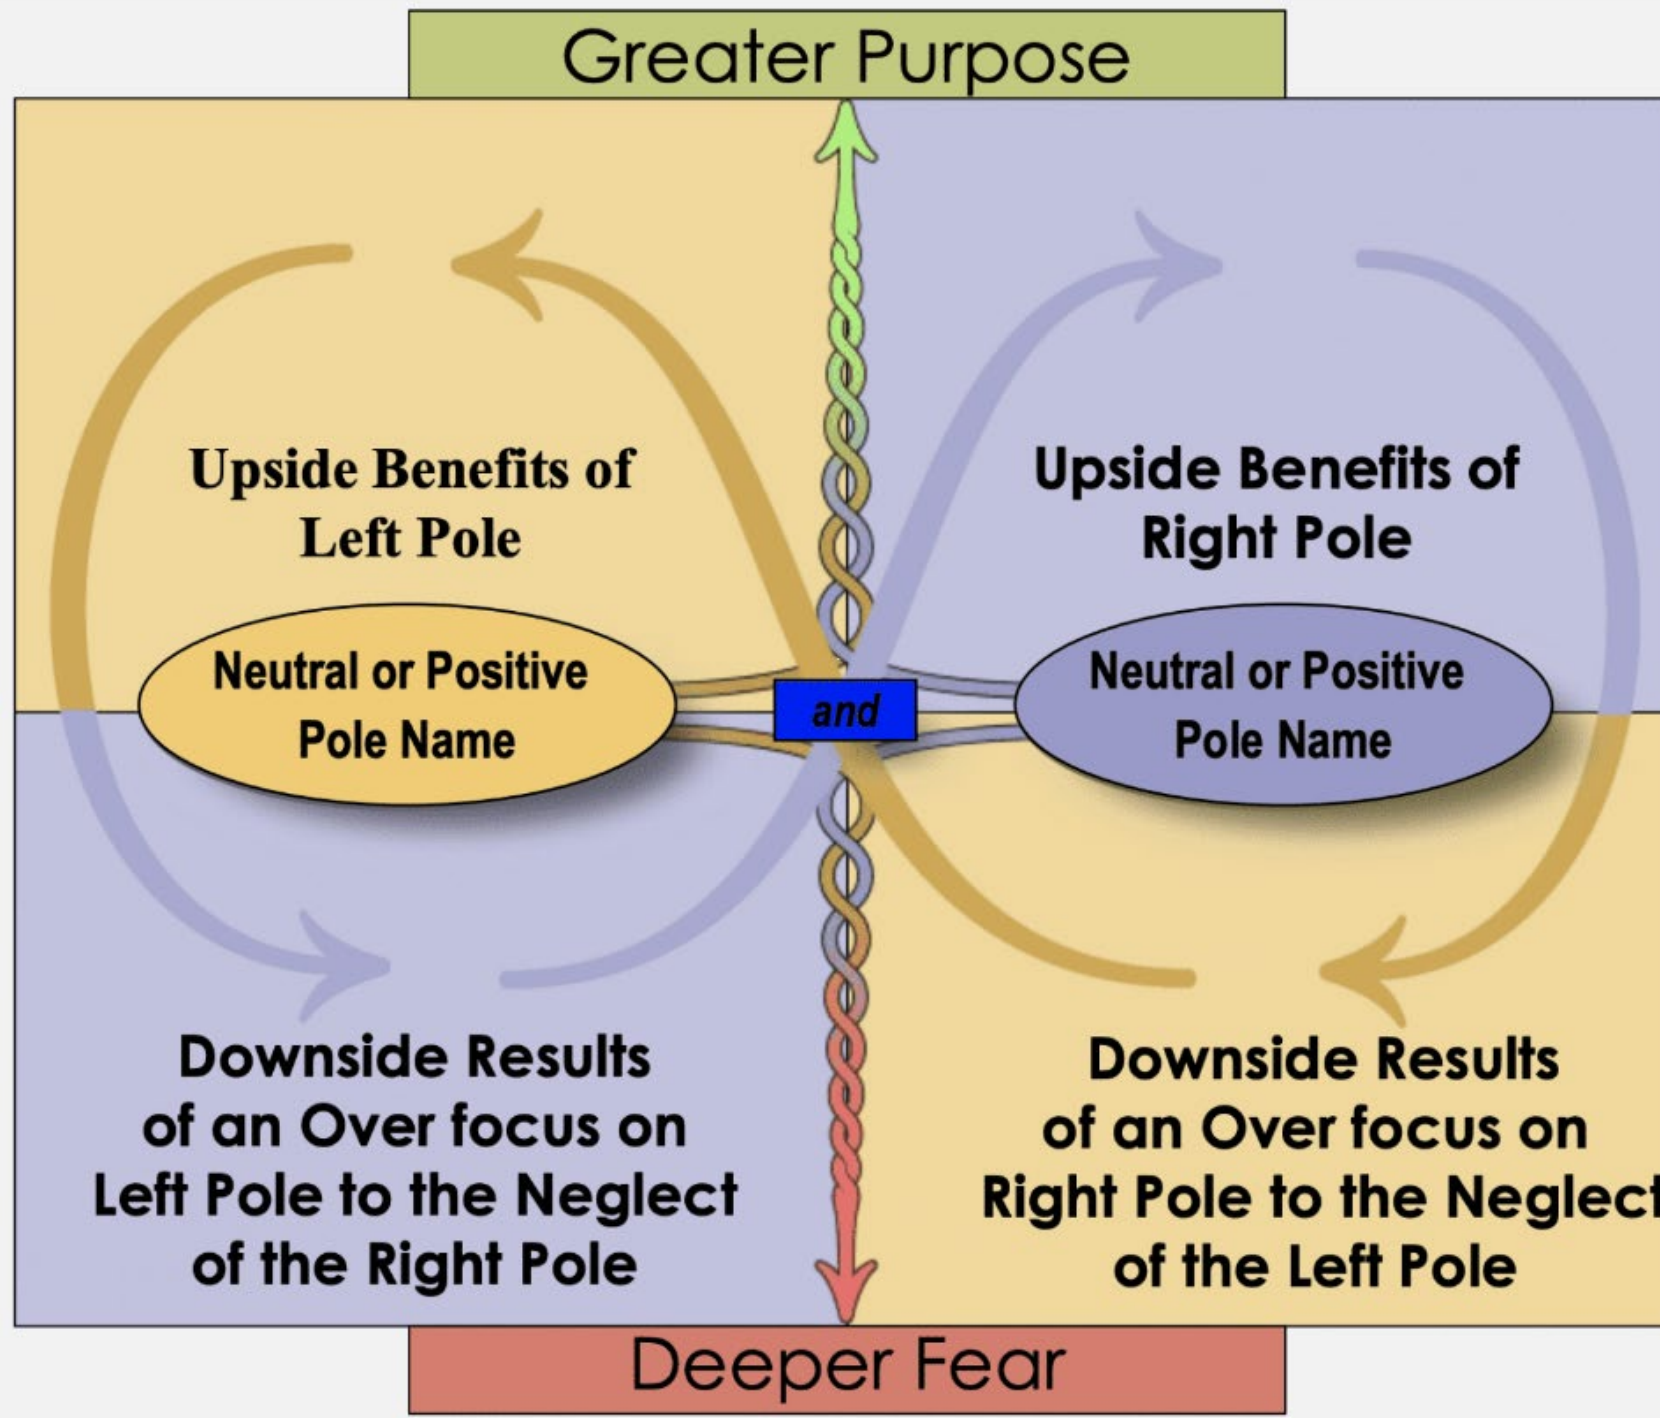 Greater Purpose
Upside Benefits of
Left Pole
Upside Benefits of
Right Pole
Neutral or Positive
Pole Name
and
Neutral or Positive
Pole Name
Downside Results
of an Over focus on
Left Pole to the Neglect
of the Right Pole
Downside Results
of an Over focus on
Right Pole to the Neglect
of the Left Pole
Deeper Fear